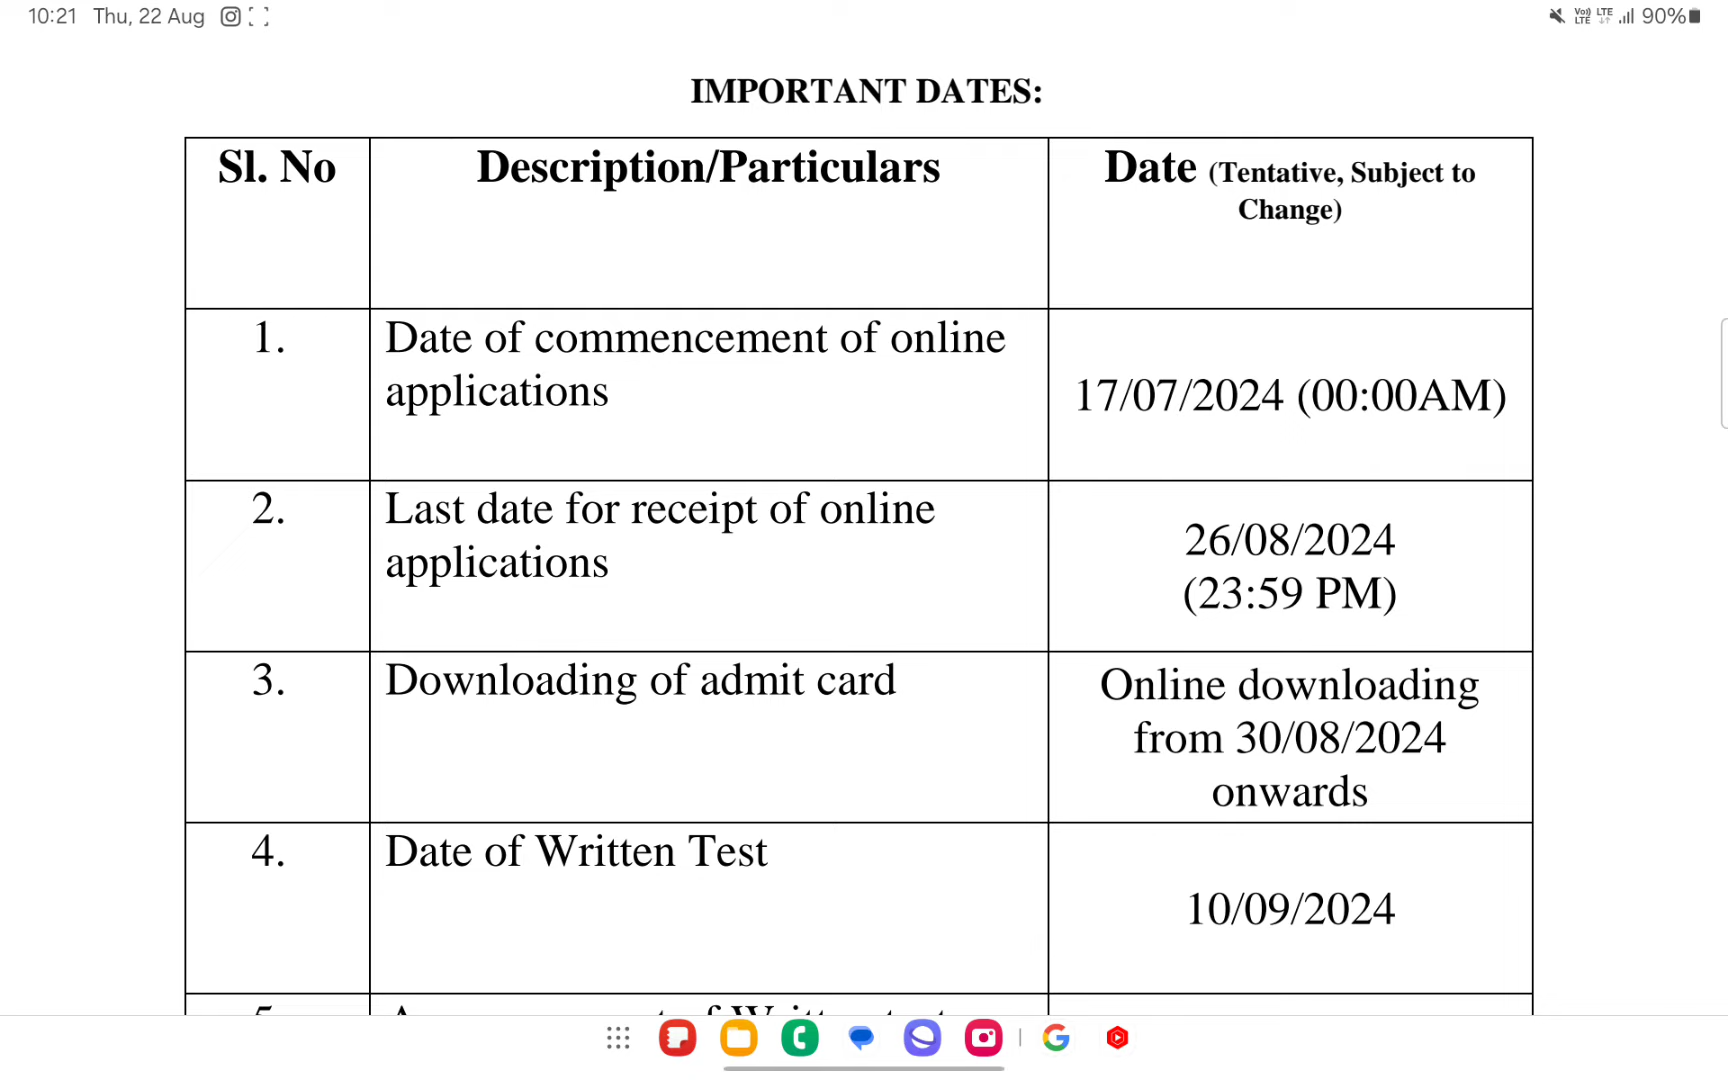 10:21 Thu, 22 Aug
Vo)) LTE
LTE 90%
IMPORTANT DATES:
Sl. No
Description/Particulars
Date (Tentative, Subject to
Change)
1.
Date of commencement of online
applications
17/07/2024 (00:00AM)
2.
Last date for receipt of online
applications
26/08/2024
(23:59 PM)
3.
Downloading of admit card
Online downloading
from 30/08/2024
onwards
4.
Date of Written Test
10/09/2024